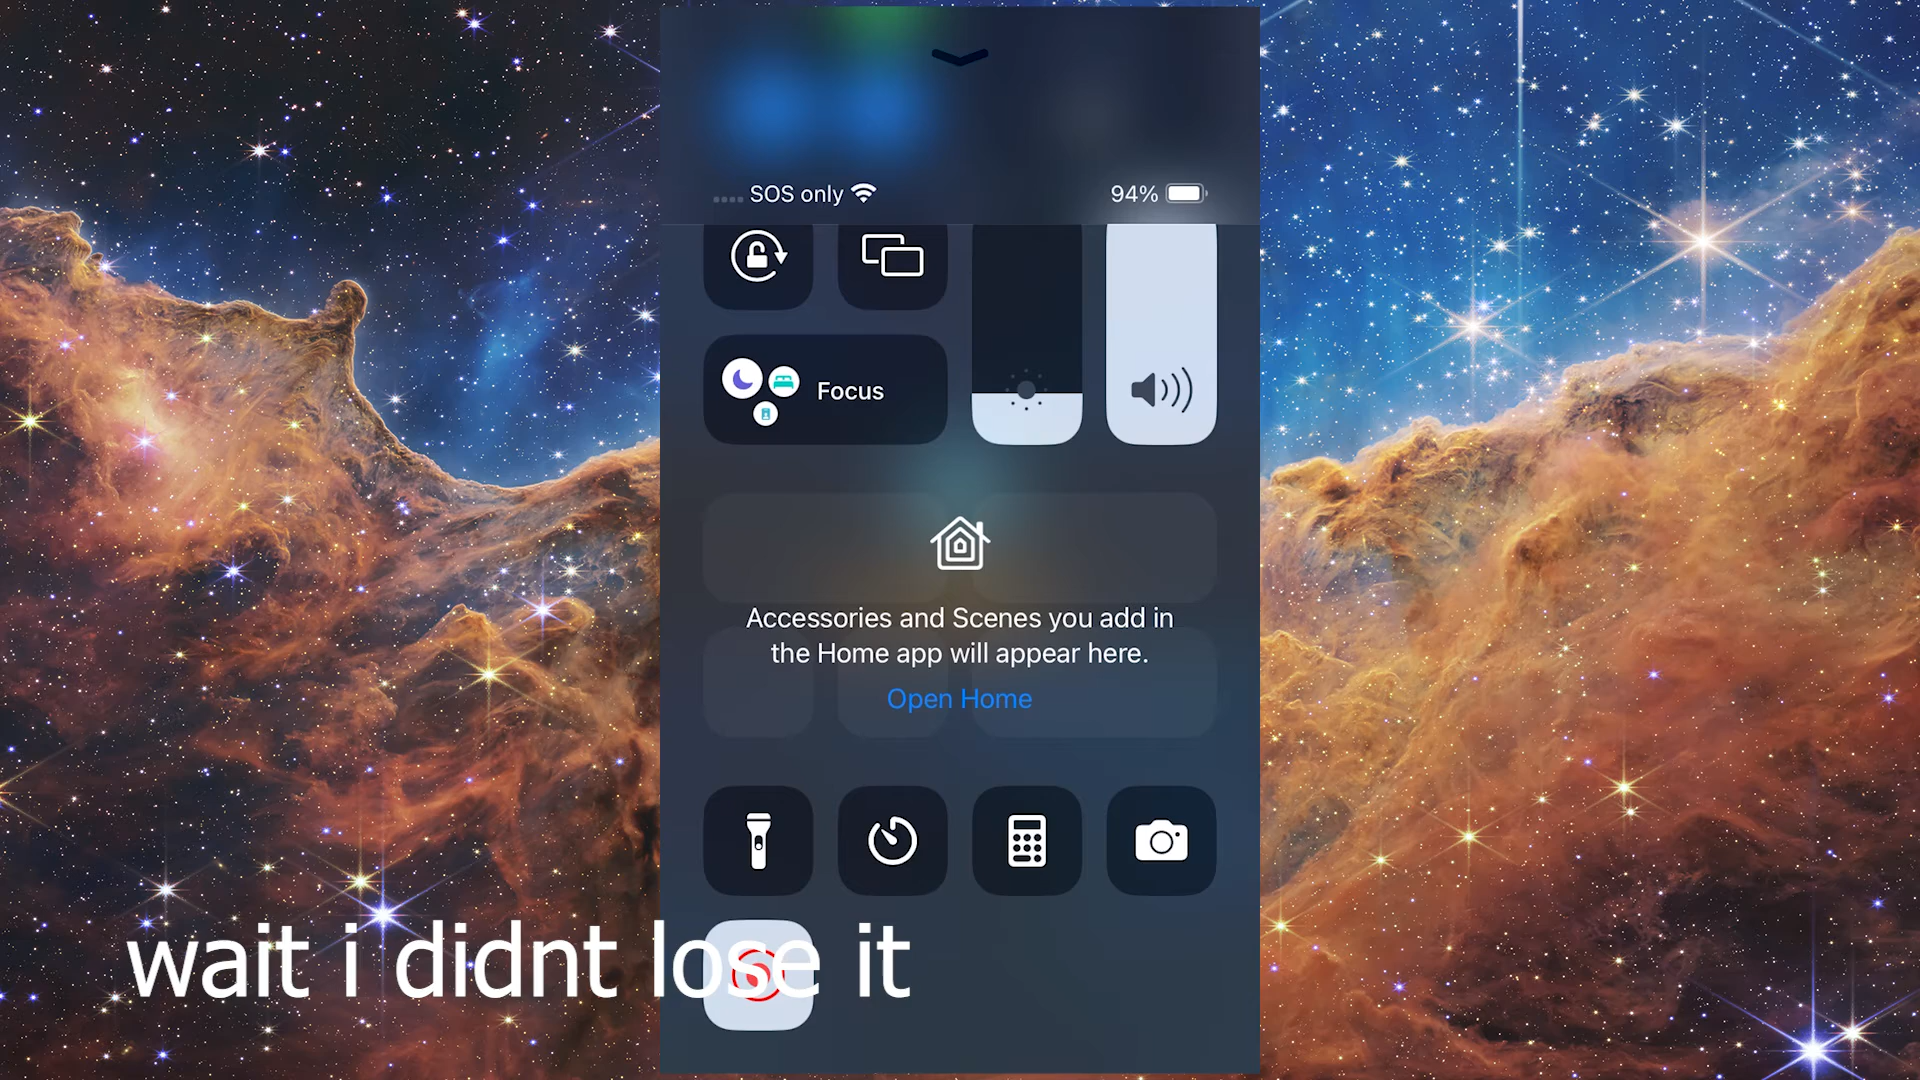 SOS only
94%
Focus
Accessories and Scenes you add in
the Home app will appear here.
Open Home
wait i didnt lose it